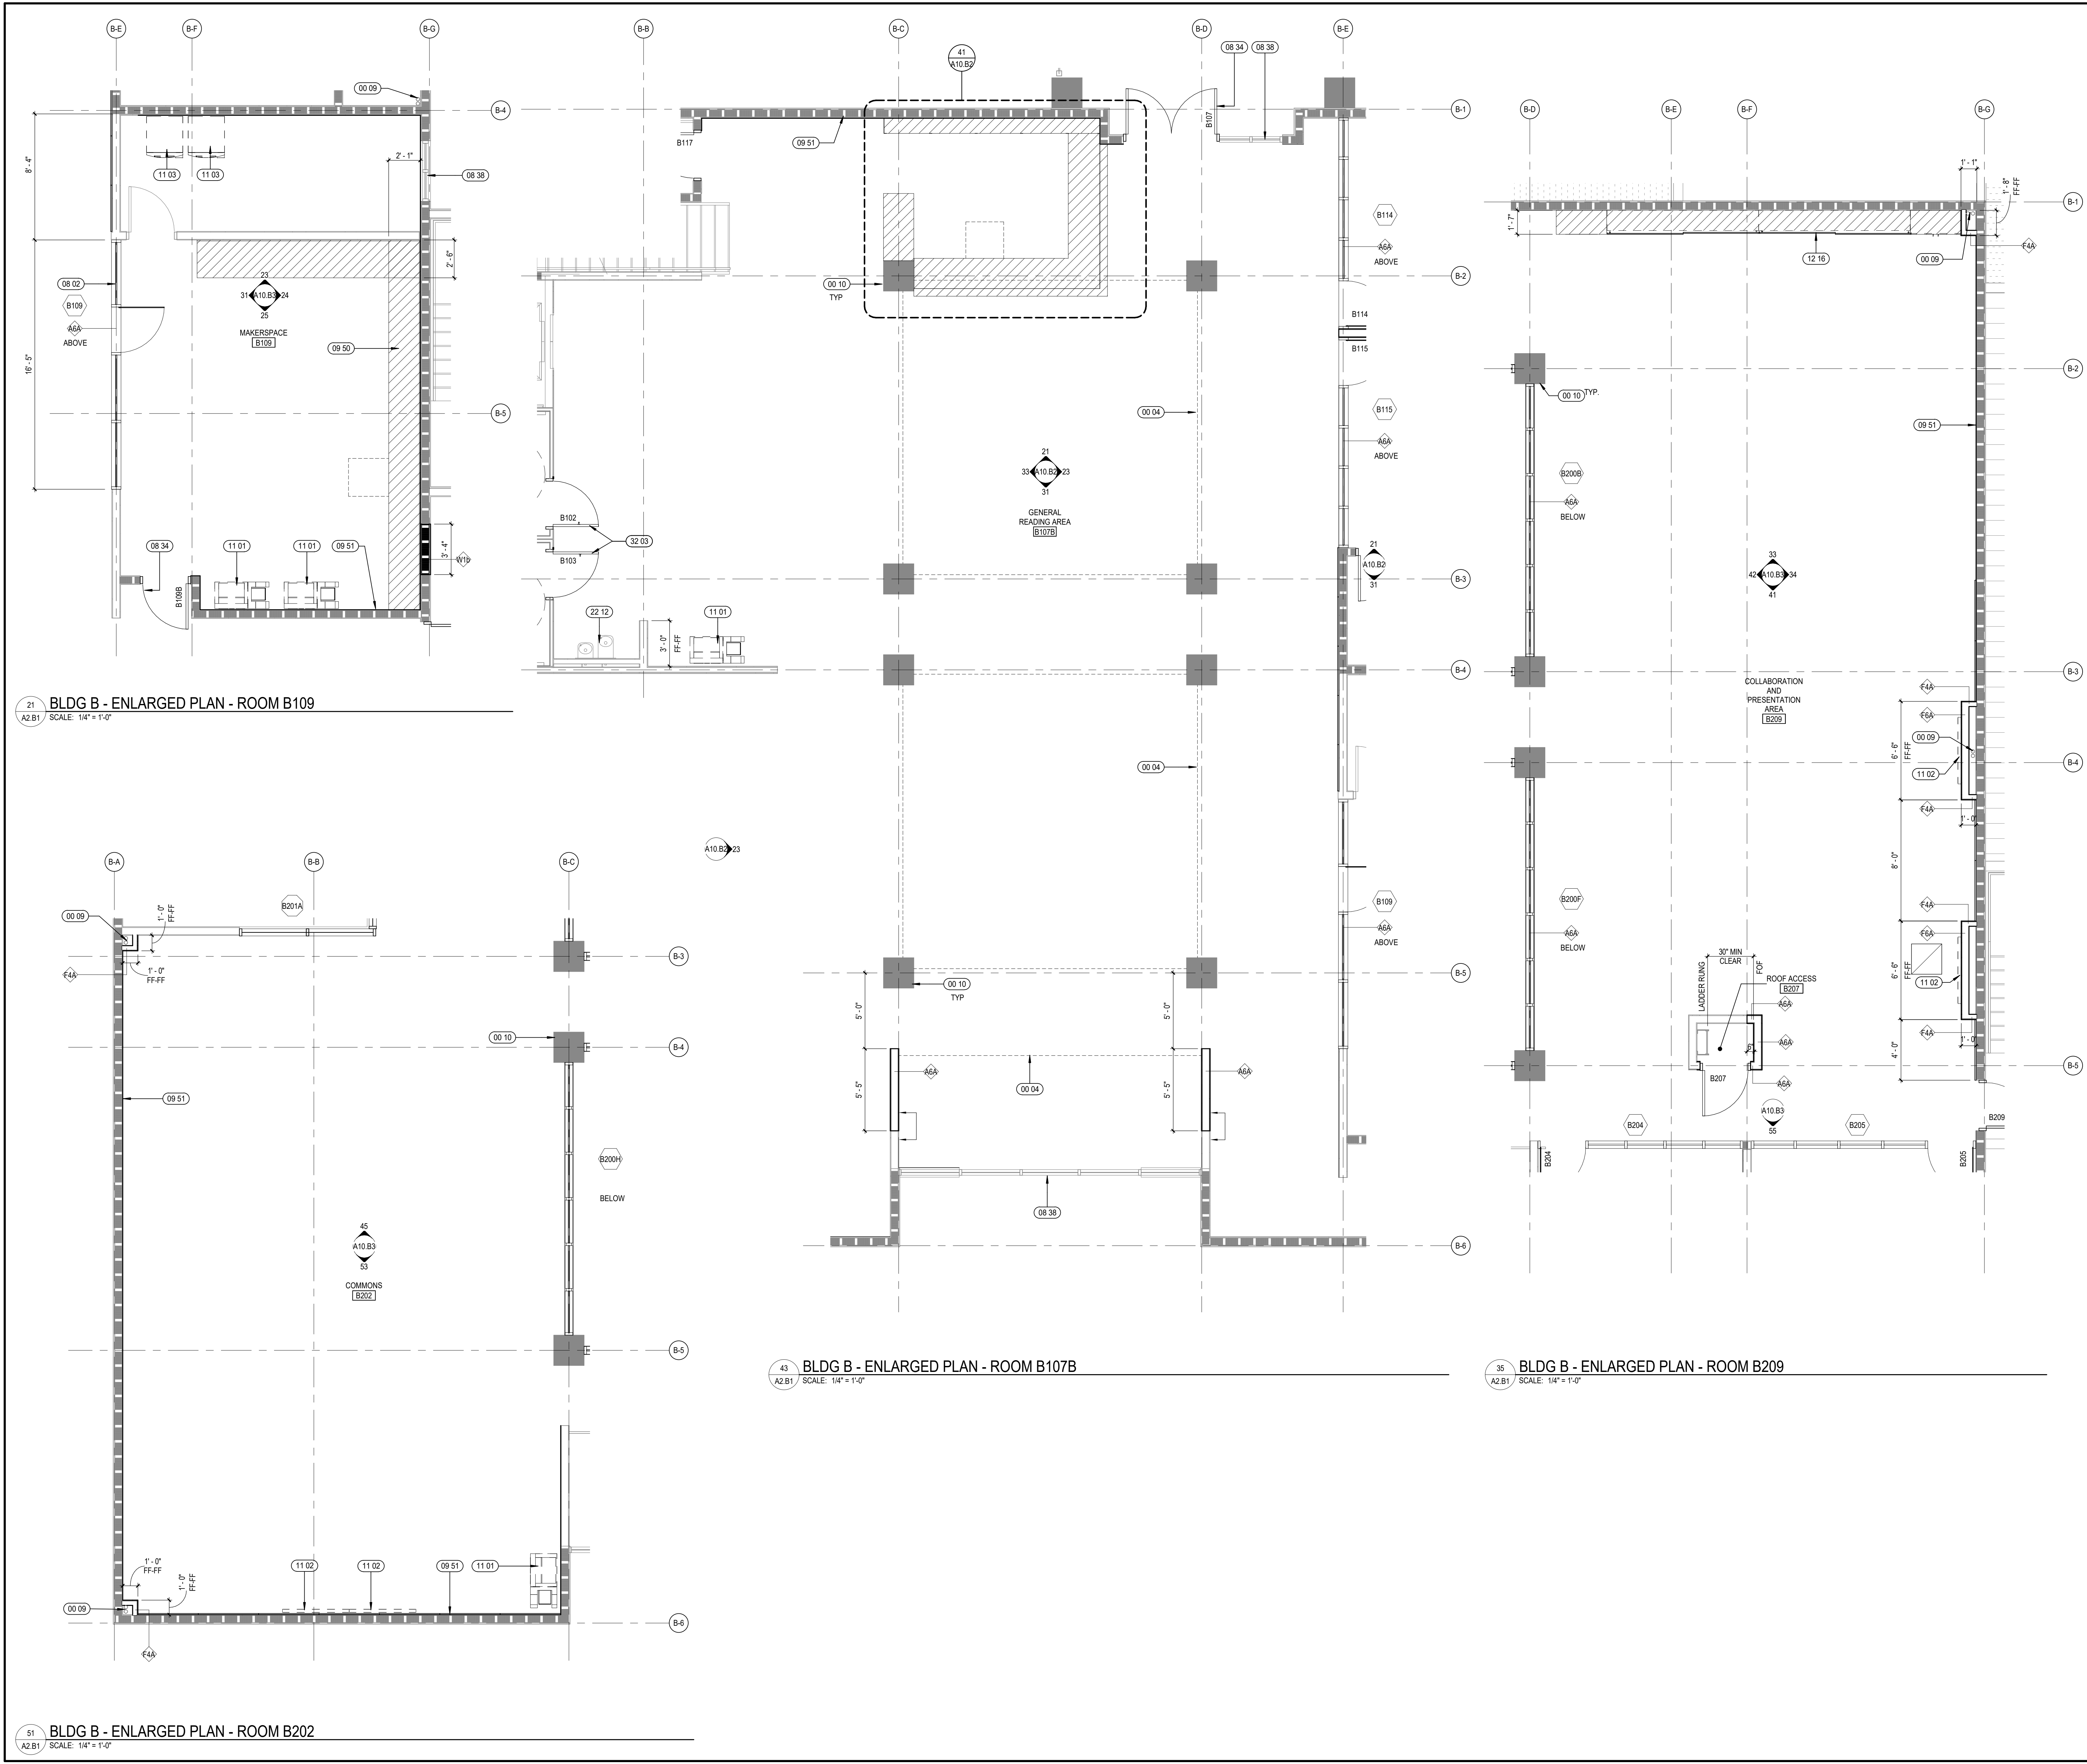 B-E
B-F
B-G
B-4
B-5
00 09
11 03
11 03
08 38
8' - 4"
2' - 1"
2' - 6"
16' - 5"
08 02
B109
A6A
ABOVE
23
31 A10.B3 24
25
MAKERSPACE
B109
09 50
08 34
11 01
11 01
09 51
3' - 4"
W1b
B109B
21
A2.B1
BLDG B - ENLARGED PLAN - ROOM B109
SCALE: 1/4" = 1'-0"
B-B
B-C
B-D
B-E
41
A10.B2
08 34
08 38
B-1
B117
09 51
B107
B114
A6A
ABOVE
B-2
00 10
TYP
B114
B115
00 04
B115
A6A
ABOVE
21
33 A10.B2 23
31
GENERAL
READING AREA
B107B
B102
B103
32 03
21
A10.B2
31
B-3
22 12
11 01
3' - 0"
FF-FF
B-4
00 04
A10.B2 23
B109
A6A
ABOVE
B-5
00 10
TYP
5' - 0"
5' - 0"
A6A
A6A
00 04
5' - 5"
5' - 5"
08 38
B-6
43
A2.B1
BLDG B - ENLARGED PLAN - ROOM B107B
SCALE: 1/4" = 1'-0"
B-D
B-E
B-F
B-G
1' - 1"
1' - 8"
FF-FF
B-1
1' - 7"
12 16
00 09
F4A
B-2
00 10
TYP.
09 51
B200B
A6A
BELOW
33
42 A10.B3 34
41
B-3
COLLABORATION
AND
PRESENTATION
AREA
B209
F4A
F6A
6' - 6"
FF-FF
00 09
B-4
11 02
F4A
1' - 0"
8' - 0"
B200F
A6A
BELOW
F4A
F6A
30" MIN
CLEAR
LADDER RUNG
FOF
ROOF ACCESS
B207
6' - 6"
FF-FF
11 02
A6A
A6A
F4A
1' - 0"
4' - 0"
6"
B-5
B207
A6A
A10.B3
55
B204
B205
B209
B204
B205
35
A2.B1
BLDG B - ENLARGED PLAN - ROOM B209
SCALE: 1/4" = 1'-0"
B-A
B-B
B-C
B201A
00 09
1' - 0"
FF-FF
F4A
1' - 0"
FF-FF
B-3
00 10
B-4
09 51
B200H
BELOW
45
A10.B3
53
COMMONS
B202
B-5
1' - 0"
FF-FF
1' - 0"
FF-FF
11 02
11 02
09 51
11 01
00 09
B-6
F4A
51
A2.B1
BLDG B - ENLARGED PLAN - ROOM B202
SCALE: 1/4" = 1'-0"